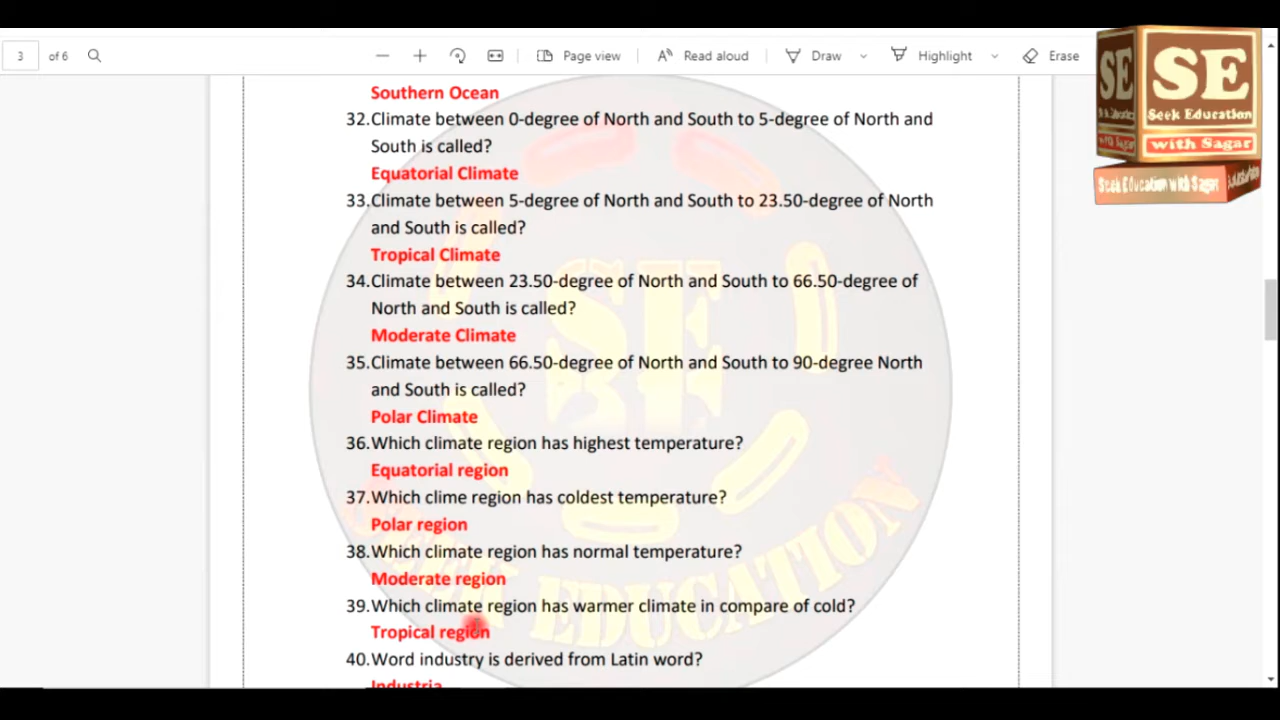 3 of 6 Page view Read aloud Draw Highlight Erase
SE
Seek Education
with Sagar
Seek Education with Sagar
Southern Ocean
32.Climate between 0-degree of North and South to 5-degree of North and
South is called?
Equatorial Climate
33.Climate between 5-degree of North and South to 23.50-degree of North
and South is called?
Tropical Climate
34.Climate between 23.50-degree of North and South to 66.50-degree of
North and South is called?
Moderate Climate
35.Climate between 66.50-degree of North and South to 90-degree North
and South is called?
Polar Climate
36.Which climate region has highest temperature?
Equatorial region
37.Which clime region has coldest temperature?
Polar region
38.Which climate region has normal temperature?
Moderate region
39.Which climate region has warmer climate in compare of cold?
Tropical region
40.Word industry is derived from Latin word?
Industria